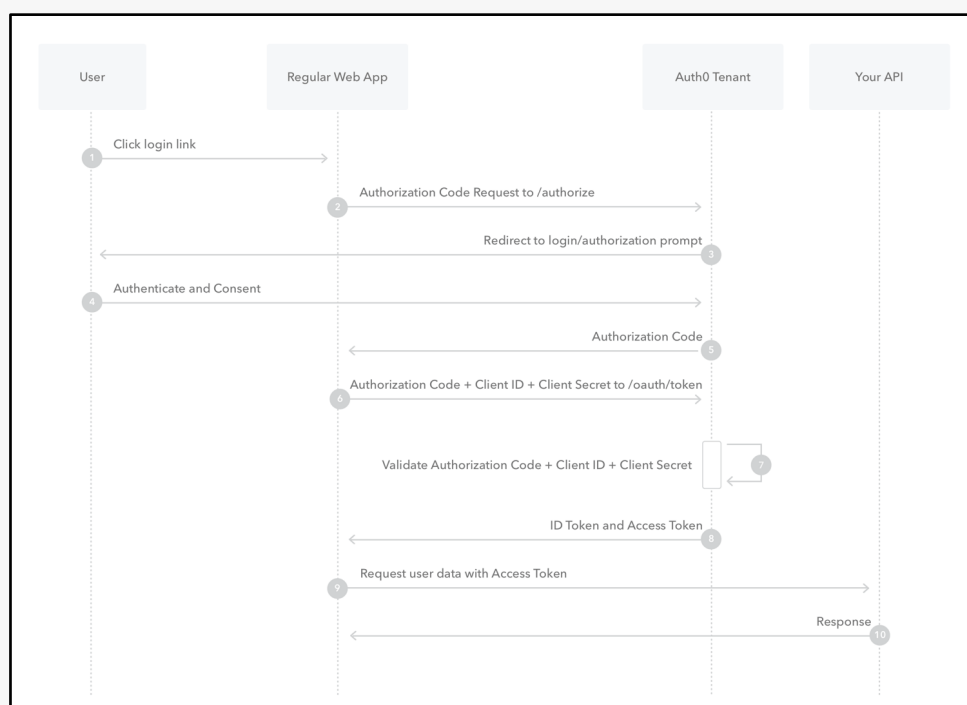 User
Regular Web App
Auth0 Tenant
Your API
Click login link
1
Authorization Code Request to /authorize
2
Redirect to login/authorization prompt
3
Authenticate and Consent
4
Authorization Code
5
Authorization Code + Client ID + Client Secret to /oauth/token
6
Validate Authorization Code + Client ID + Client Secret
7
ID Token and Access Token
8
Request user data with Access Token
9
Response
10